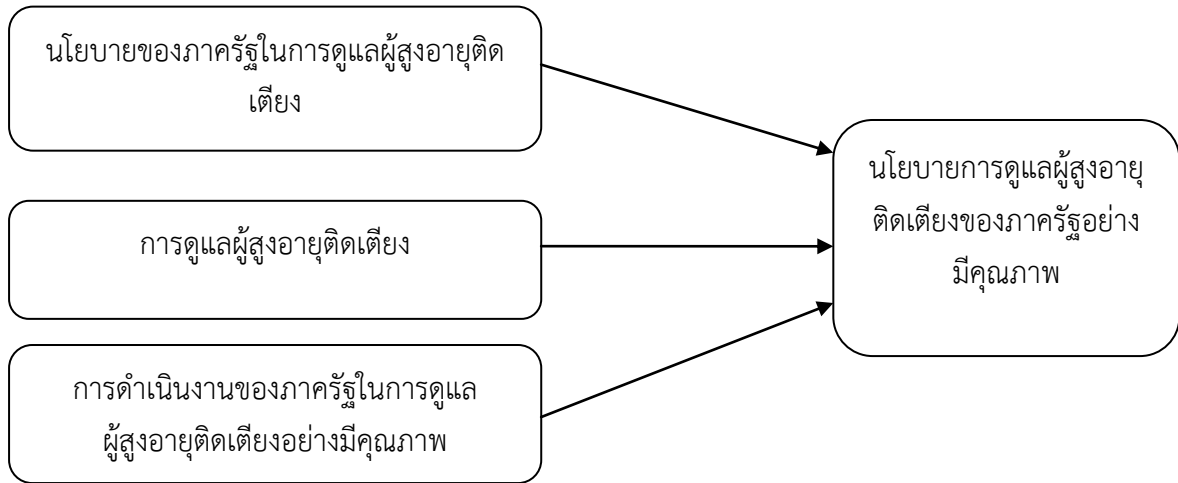 นโยบายของภาครัฐในการดูแลผู้สูงอายุติด
เตียง
การดูแลผู้สูงอายุติดเตียง
การดำเนินงานของภาครัฐในการดูแล
ผู้สูงอายุติดเตียงอย่างมีคุณภาพ
นโยบายการดูแลผู้สูงอายุ
ติดเตียงของภาครัฐอย่าง
มีคุณภาพ